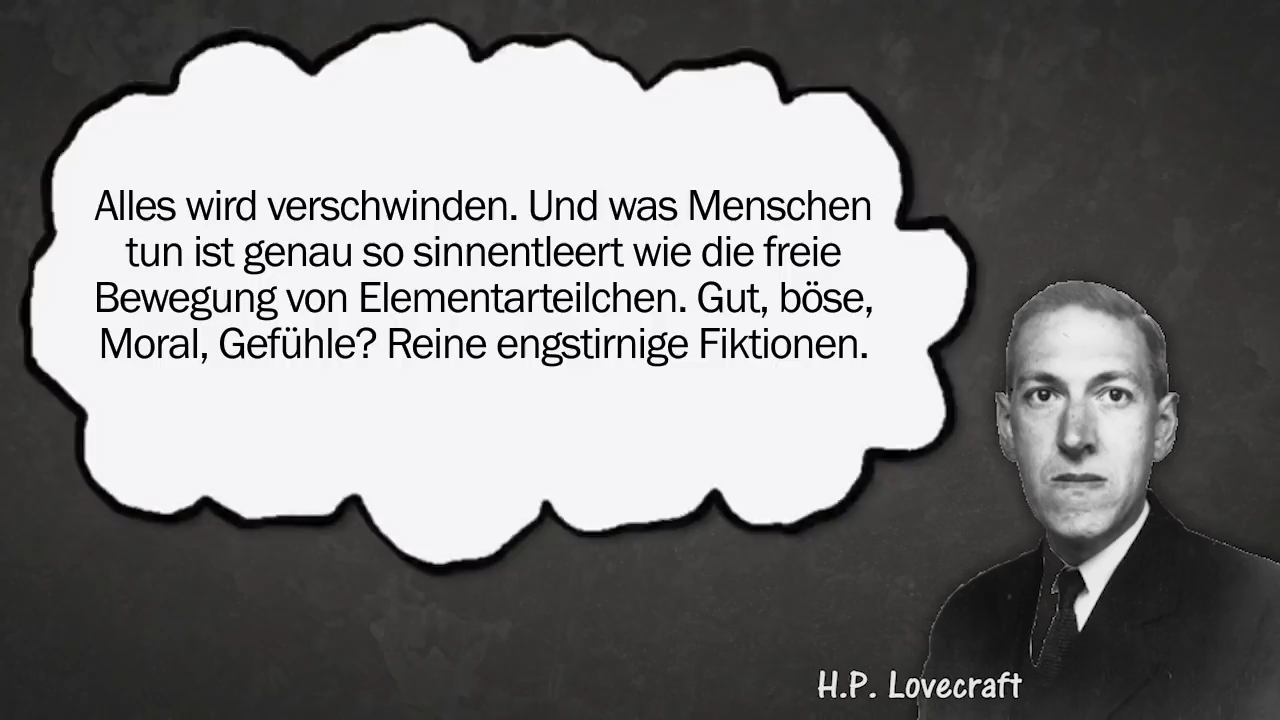 Alles wird verschwinden. Und was Menschen
tun ist genau so sinnentleert wie die freie
Bewegung von Elementarteilchen. Gut, böse,
Moral, Gefühle? Reine engstirnige Fiktionen.
H.P. Lovecraft